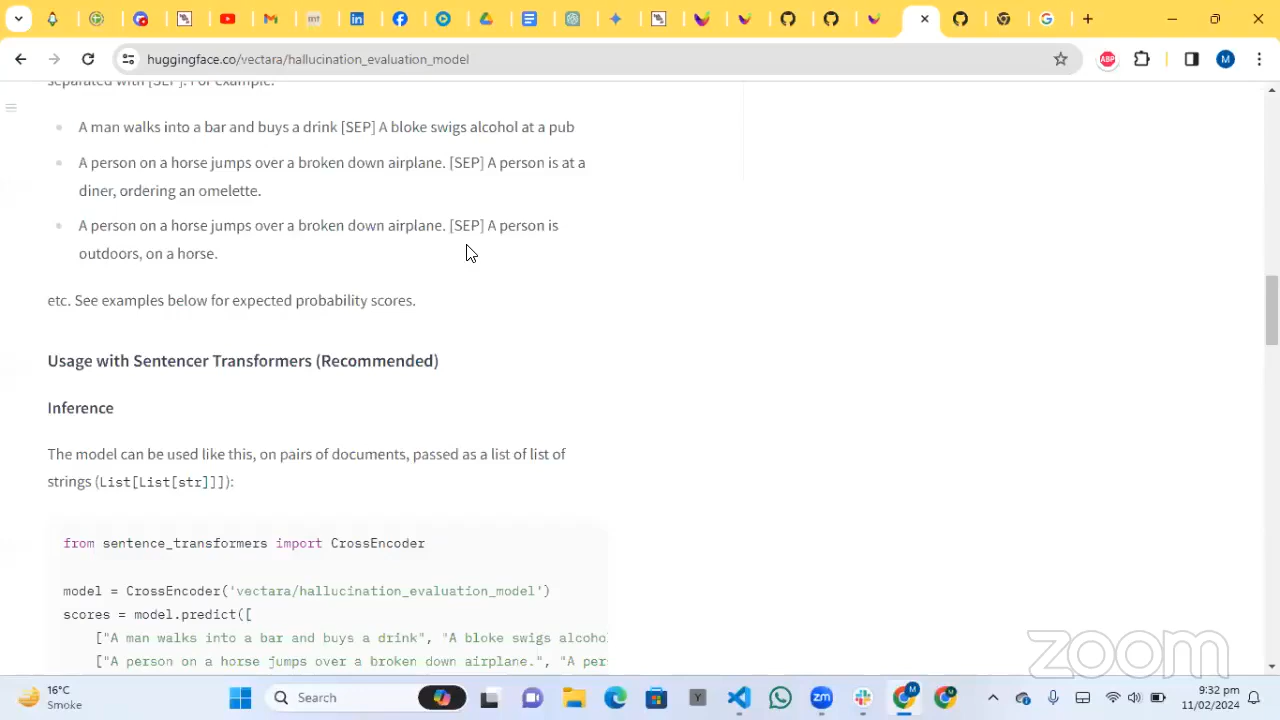 huggingface.co/vectara/hallucination_evaluation_model
ABP
M
separated with [SEP]. For example:
A man walks into a bar and buys a drink [SEP] A bloke swigs alcohol at a pub
A person on a horse jumps over a broken down airplane. [SEP] A person is at a
diner, ordering an omelette.
A person on a horse jumps over a broken down airplane. [SEP] A person is
outdoors, on a horse.
etc. See examples below for expected probability scores.
Usage with Sentencer Transformers (Recommended)
Inference
The model can be used like this, on pairs of documents, passed as a list of list of
strings (List[List[str]]]):
from sentence_transformers import CrossEncoder
model = CrossEncoder('vectara/hallucination_evaluation_model')
scores = model.predict([
["A man walks into a bar and buys a drink", "A bloke swigs alcoho
["A person on a horse jumps over a broken down airplane.", "A per
zoom
16°C
Smoke
Search
9:32 pm
11/02/2024